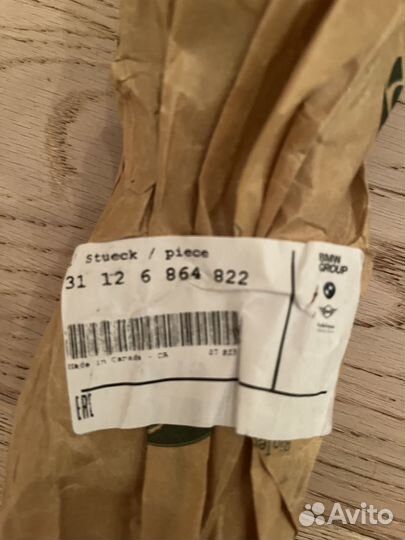 Stueck / piece
31 12 6 864 822
BMW
GROUP
Made in Canada - CA
EAC
Avito